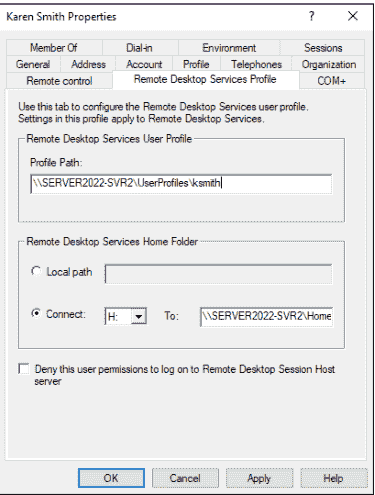 Karen Smith Properties
? ×
Member Of Dial-in Environment Sessions
General Address Account Profile Telephones Organization
Remote control Remote Desktop Services Profile COM+
Use this tab to configure the Remote Desktop Services user profile.
Settings in this profile apply to Remote Desktop Services.
Remote Desktop Services User Profile
Profile Path:
\\SERVER2022-SVR2\UserProfiles\ksmith
Remote Desktop Services Home Folder
Local path
Connect: H: To: \\SERVER2022-SVR2\Home
Deny this user permissions to log on to Remote Desktop Session Host
server
OK Cancel Apply Help